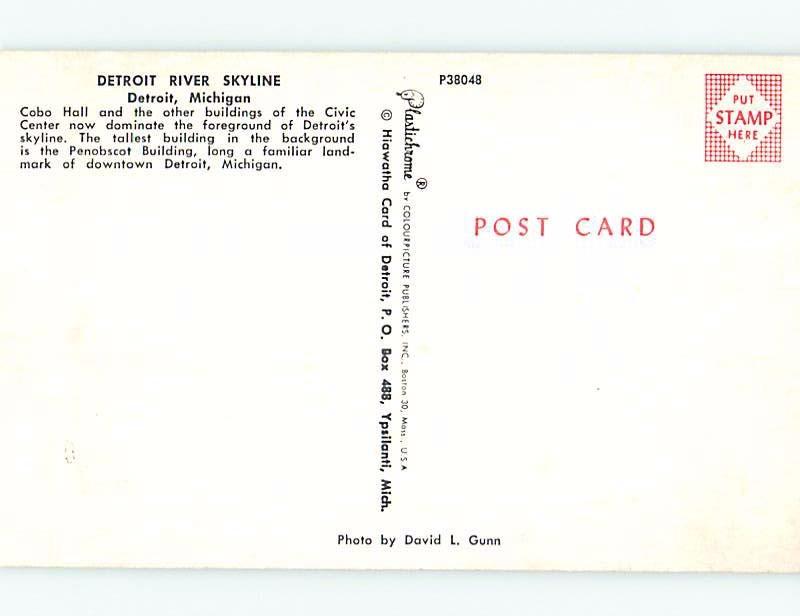 DETROIT RIVER SKYLINE
Detroit, Michigan
Cobo Hall and the other buildings of the Civic
Center now dominate the foreground of Detroit's
skyline. The tallest building in the background
is the Penobscot Building, long a familiar land-
mark of downtown Detroit, Michigan.
P38048
Plastichrome ® by COLOURPICTURE PUBLISHERS, INC., Boston 30, Mass., U.S.A
© Hiawatha Card of Detroit, P. O. Box 488, Ypsilanti, Mich.
PUT
STAMP
HERE
POST CARD
Photo by David L. Gunn